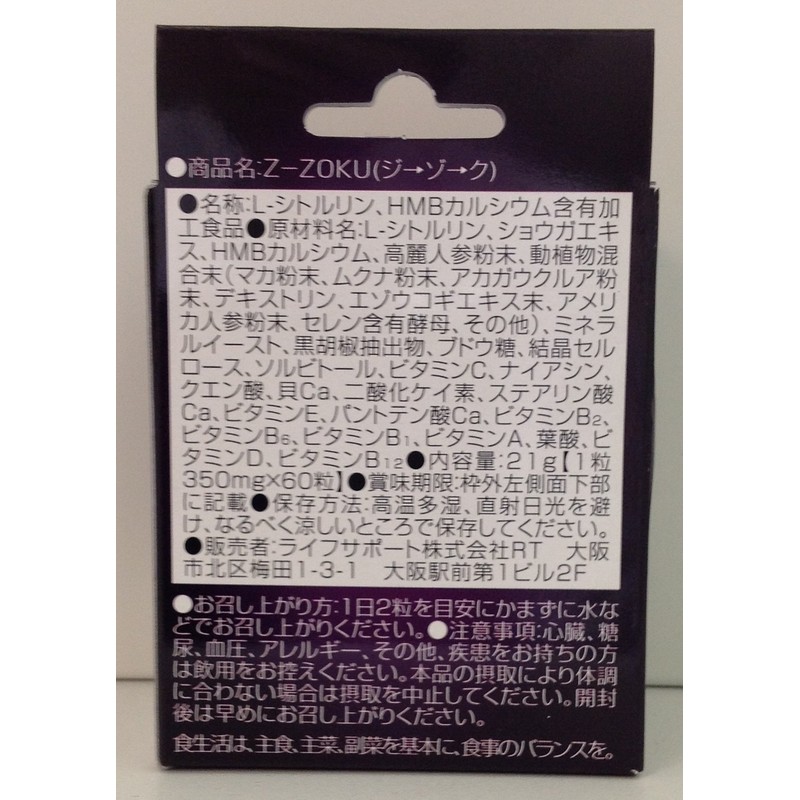 ●商品名:Z-ZOKU(ジ→ゾ→ク)
●名称:L-シトルリン、HMBカルシウム含有加
工食品●原材料名:L-シトルリン、ショウガエキ
ス、HMBカルシウム、高麗人参粉末、動植物混
合末(マカ粉末、ムクナ粉末、アカガウクルア粉
末、デキストリン、エゾウコギエキス末、アメリ
カ人参粉末、セレン含有酵母、その他)、ミネラ
ルイースト、黒胡椒抽出物、ブドウ糖、結晶セル
ロース、ソルビトール、ビタミンC、ナイアシン、
クエン酸、貝Ca、二酸化ケイ素、ステアリン酸
Ca、ビタミンE、パントテン酸Ca、ビタミンB2、
ビタミンB6、ビタミンB1、ビタミンA、葉酸、ビ
タミンD、ビタミンB12●内容量:21g【1粒
350mg×60粒】●賞味期限:枠外左側面下部
に記載●保存方法:高温多湿、直射日光を避
け、なるべく涼しいところで保存してください。
●販売者:ライフサポート株式会社RT 大阪
市北区梅田1-3-1 大阪駅前第1ビル2F
●お召し上がり方:1日2粒を目安にかまずに水な
どでお召し上がりください。●注意事項:心臓、糖
尿、血圧、アレルギー、その他、疾患をお持ちの方
は飲用をお控えください。本品の摂取により体調
に合わない場合は摂取を中止してください。開封
後は早めにお召し上がりください。
食生活は、主食、主菜、副菜を基本に、食事のバランスを。